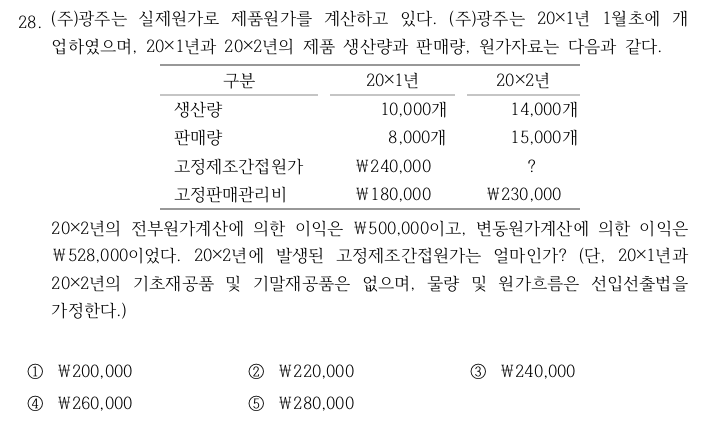 28. (주)광주는 실제원가로 제품원가를 계산하고 있다. (주)광주는 20×1년 1월초에 개
업하였으며, 20×1년과 20×2년의 제품 생산량과 판매량, 원가자료는 다음과 같다.
구분 20×1년 20×2년
생산량 10,000개 14,000개
판매량 8,000개 15,000개
고정제조간접원가 ₩240,000 ?
고정판매관리비 ₩180,000 ₩230,000
20×2년의 전부원가계산에 의한 이익은 ₩500,000이고, 변동원가계산에 의한 이익은
₩528,000이었다. 20×2년에 발생된 고정제조간접원가는 얼마인가? (단, 20×1년과
20×2년의 기초재공품 및 기말재공품은 없으며, 물량 및 원가흐름은 선입선출법을
가정한다.)
① ₩200,000 ② ₩220,000 ③ ₩240,000
④ ₩260,000 ⑤ ₩280,000